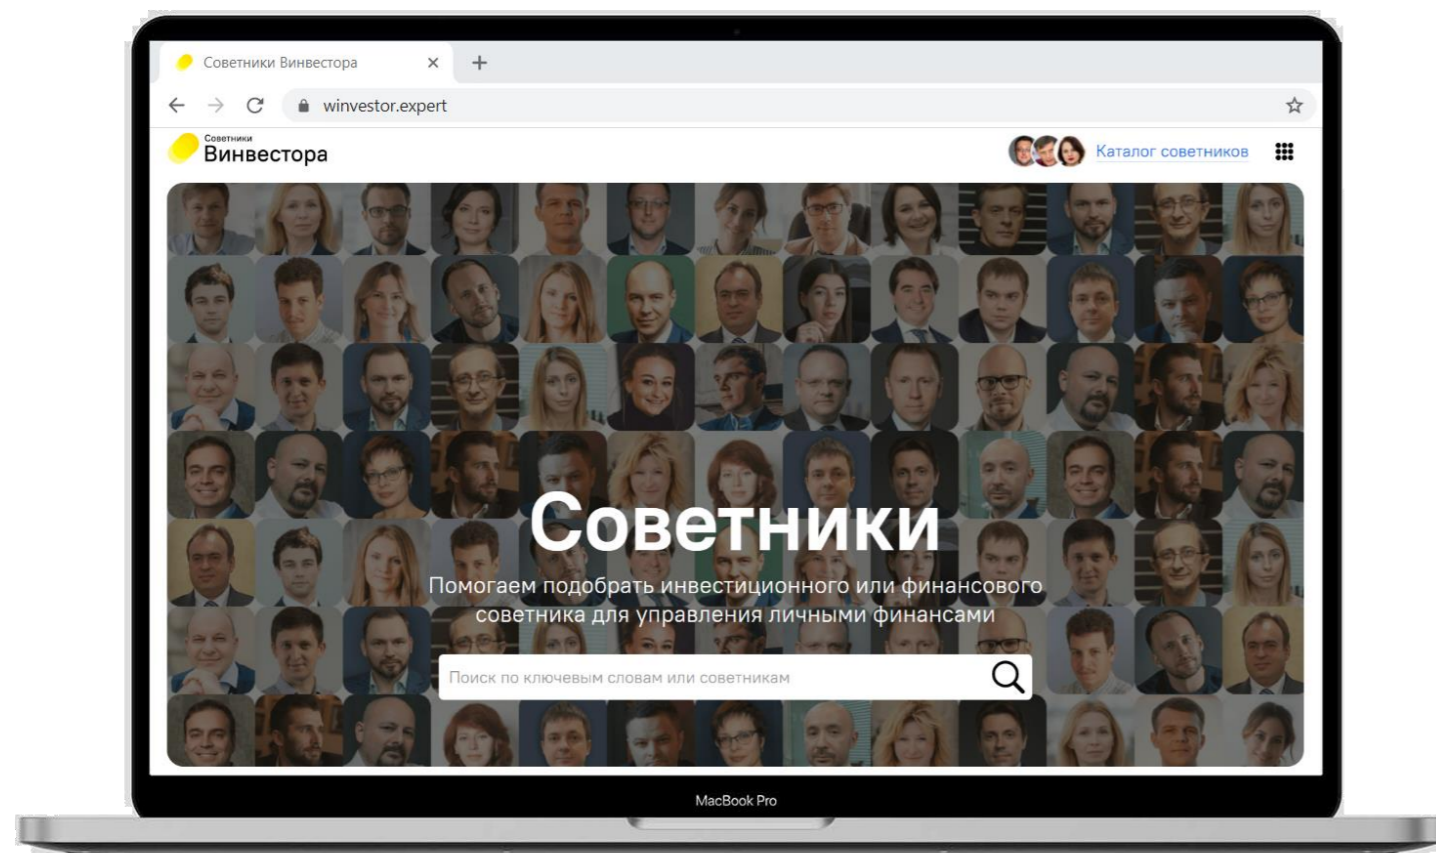 Советники Винвестора
winvestor.expert
Советники
Винвестора
Каталог советников
Советники
Помогаем подобрать инвестиционного или финансового
советника для управления личными финансами
Поиск по ключевым словам или советникам
MacBook Pro